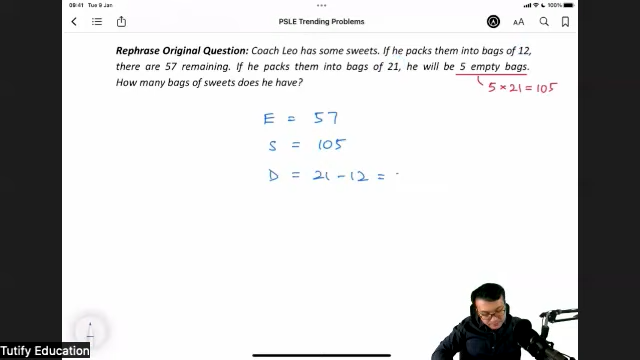 09:41 Tue 9 Jan
100%
PSLE Trending Problems
AA
Rephrase Original Question: Coach Leo has some sweets. If he packs them into bags of 12,
there are 57 remaining. If he packs them into bags of 21, he will be 5 empty bags.
How many bags of sweets does he have?
5 × 21 = 105
E = 57
S = 105
D = 21 - 12 =
Tutify Education